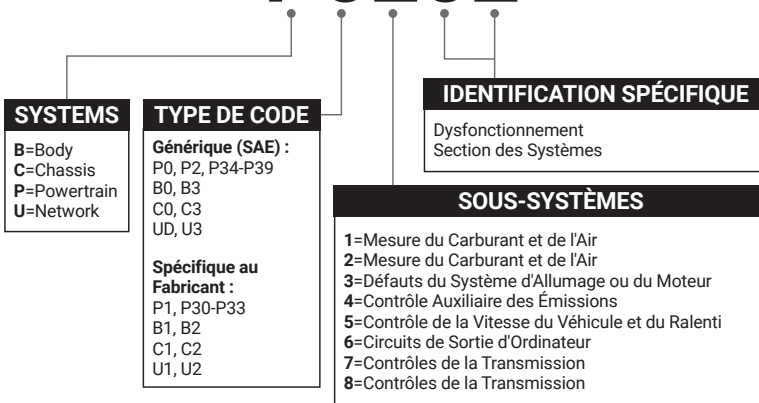 SYSTEMS
B=Body
C=Chassis
P=Powertrain
U=Network
TYPE DE CODE
Générique (SAE) :
P0, P2, P34-P39
B0, B3
C0, C3
UD, U3
Spécifique au
Fabricant :
P1, P30-P33
B1, B2
C1, C2
U1, U2
IDENTIFICATION SPÉCIFIQUE
Dysfonctionnement
Section des Systèmes
SOUS-SYSTÈMES
1=Mesure du Carburant et de l'Air
2=Mesure du Carburant et de l'Air
3=Défauts du Système d'Allumage ou du Moteur
4=Contrôle Auxiliaire des Émissions
5=Contrôle de la Vitesse du Véhicule et du Ralenti
6=Circuits de Sortie d'Ordinateur
7=Contrôles de la Transmission
8=Contrôles de la Transmission